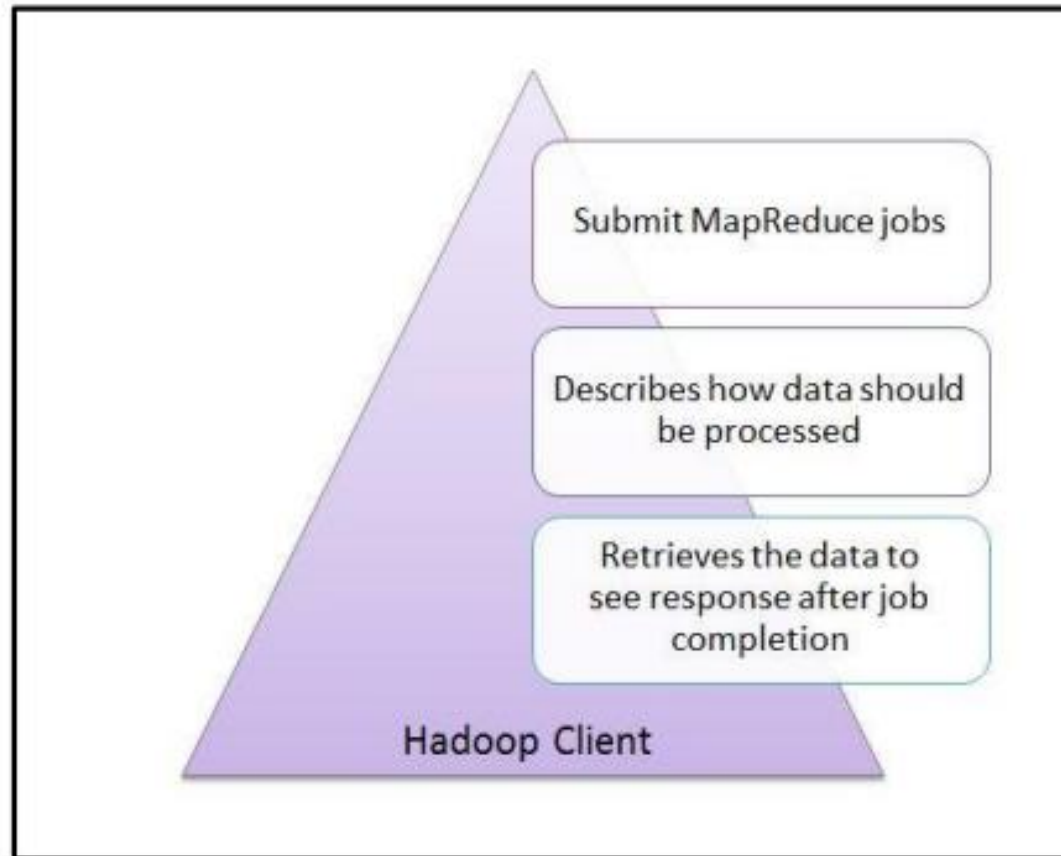 Submit MapReduce jobs
Describes how data should
be processed
Retrieves the data to
see response after job
completion
Hadoop Client